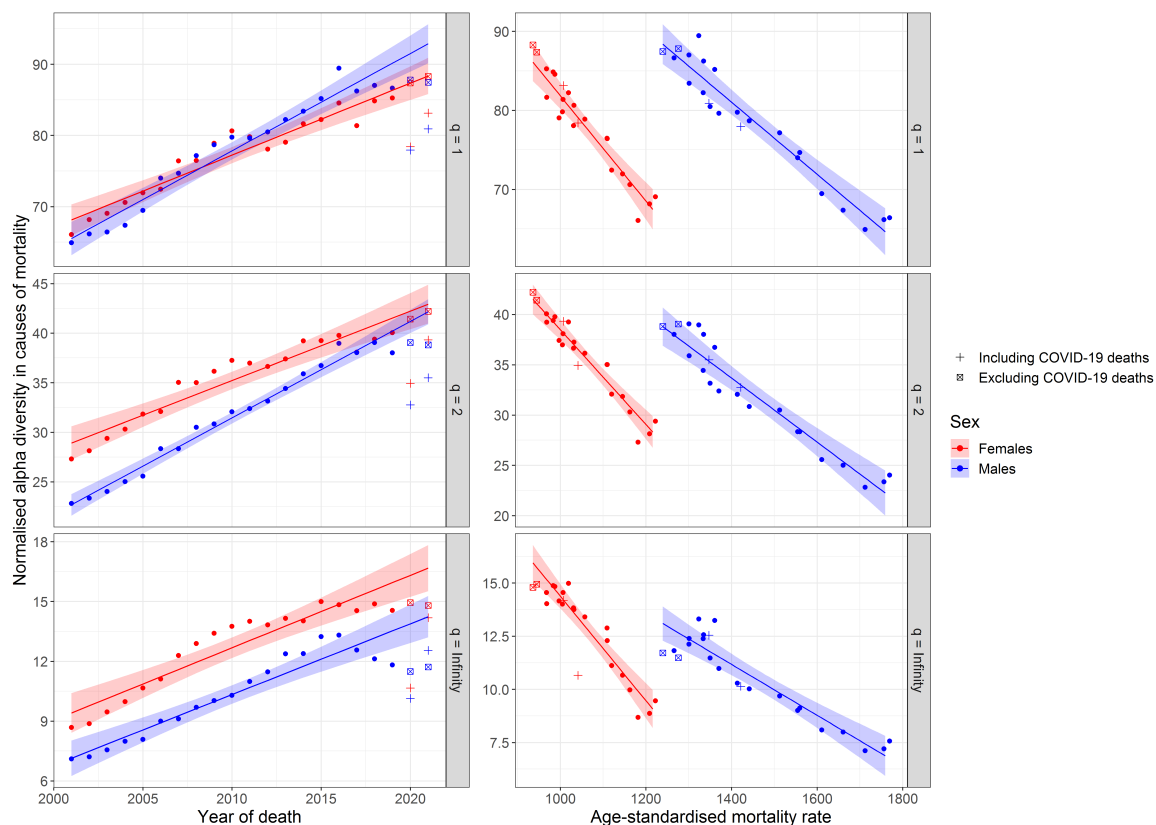 Normalised alpha diversity in causes of mortality
90
80
70
q = 1
90
80
70
q = 1
45
40
35
30
25
q = 2
40
35
30
25
20
q = 2
18
15
12
9
6
q = Infinity
15.0
12.5
10.0
7.5
q = Infinity
2000 2005 2010 2015 2020
1000 1200 1400 1600 1800
Year of death
Age-standardised mortality rate
Including COVID-19 deaths
Excluding COVID-19 deaths
Sex
Females
Males